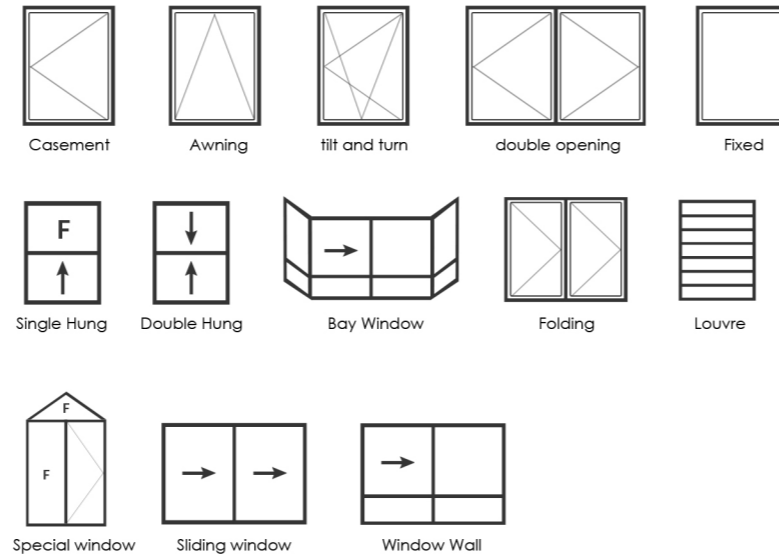 Casement
Awning
tilt and turn
double opening
Fixed
F
Single Hung
Double Hung
Bay Window
Folding
Louvre
F
F
Special window
Sliding window
Window Wall